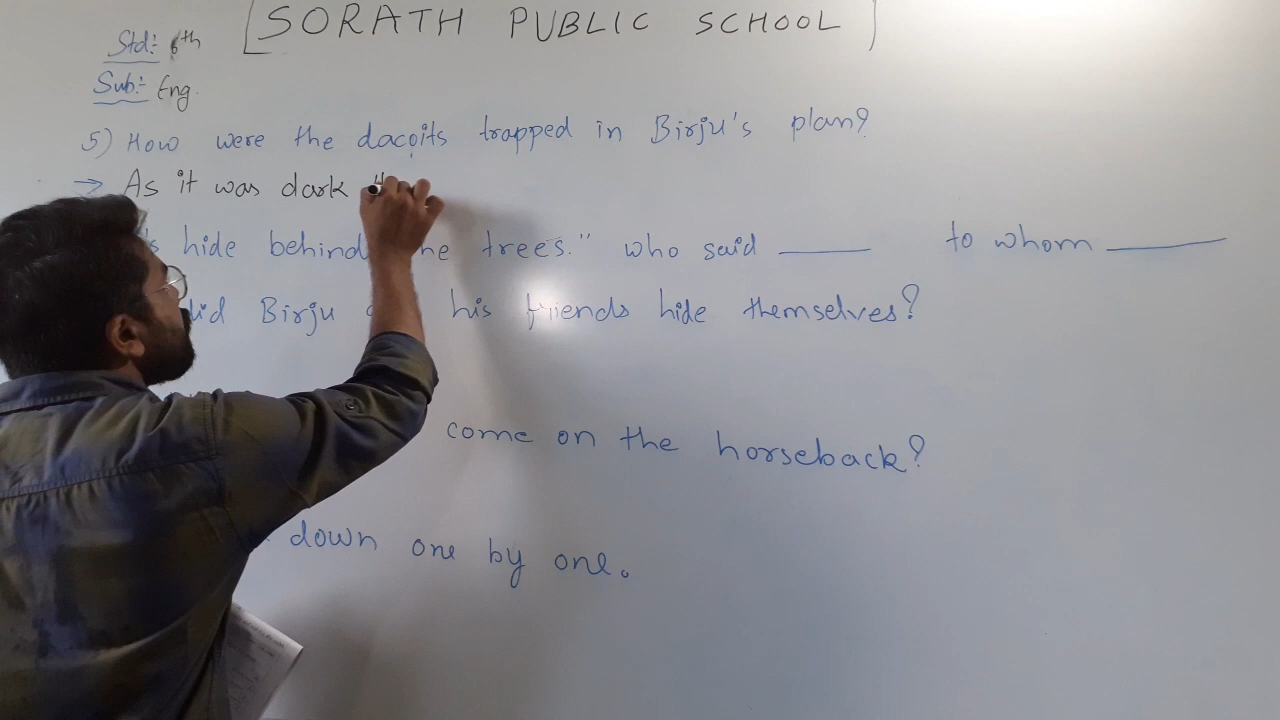 [SORATH PUBLIC SCHOOL]
Std:- 6th
Sub:- Eng.
5) How were the dacoits trapped in Birju's plan?
→ As it was dark
hide behind trees." who said ______ to whom ______
did Birju his friends hide themselves?
come on the horseback?
down one by one.